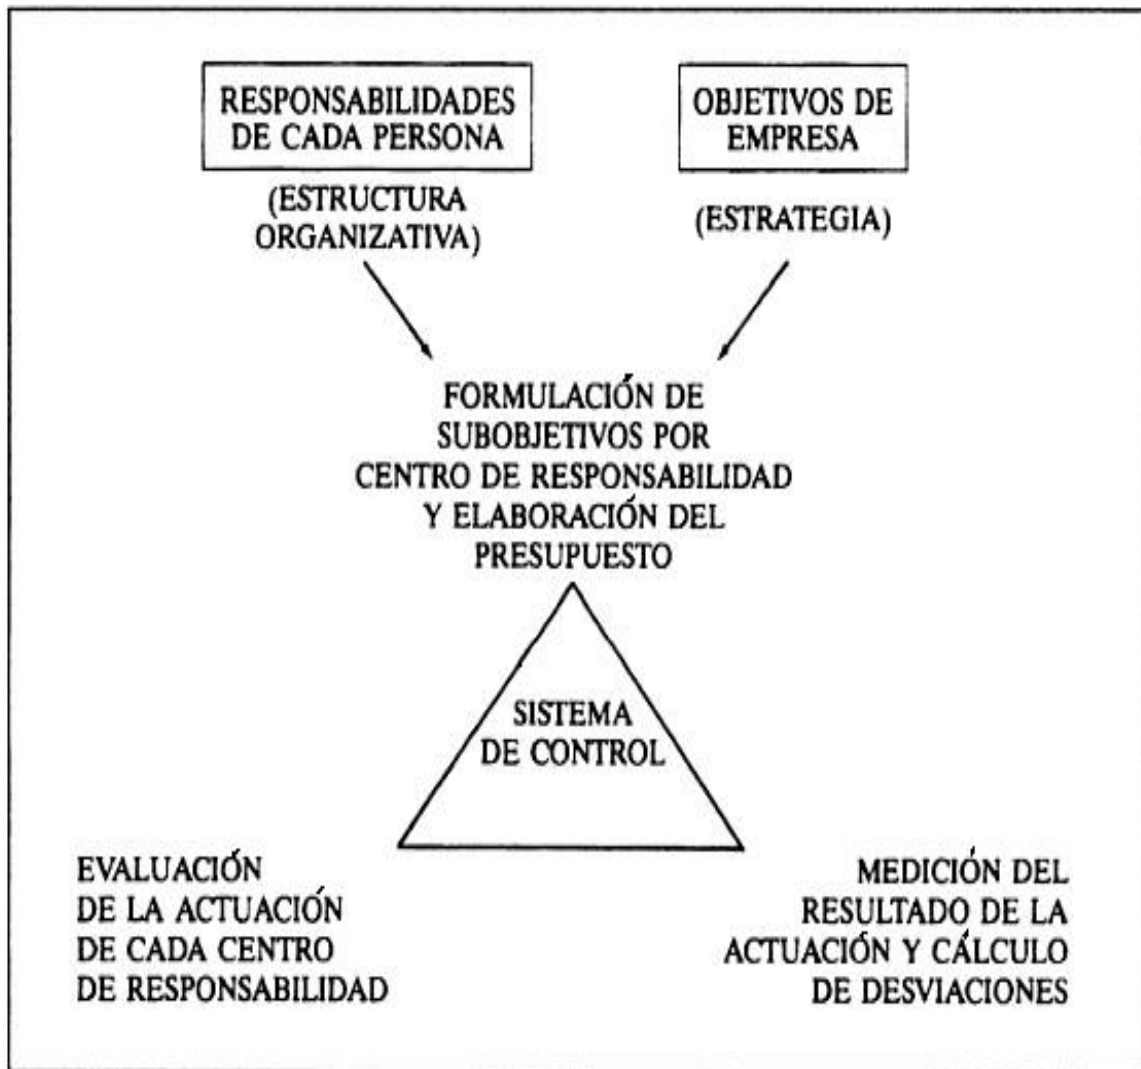 RESPONSABILIDADES
DE CADA PERSONA
(ESTRUCTURA
ORGANIZATIVA)
OBJETIVOS DE
EMPRESA
(ESTRATEGIA)
FORMULACIÓN DE
SUBOBJETIVOS POR
CENTRO DE RESPONSABILIDAD
Y ELABORACIÓN DEL
PRESUPUESTO
SISTEMA
DE CONTROL
EVALUACIÓN
DE LA ACTUACIÓN
DE CADA CENTRO
DE RESPONSABILIDAD
MEDICIÓN DEL
RESULTADO DE LA
ACTUACIÓN Y CÁLCULO
DE DESVIACIONES